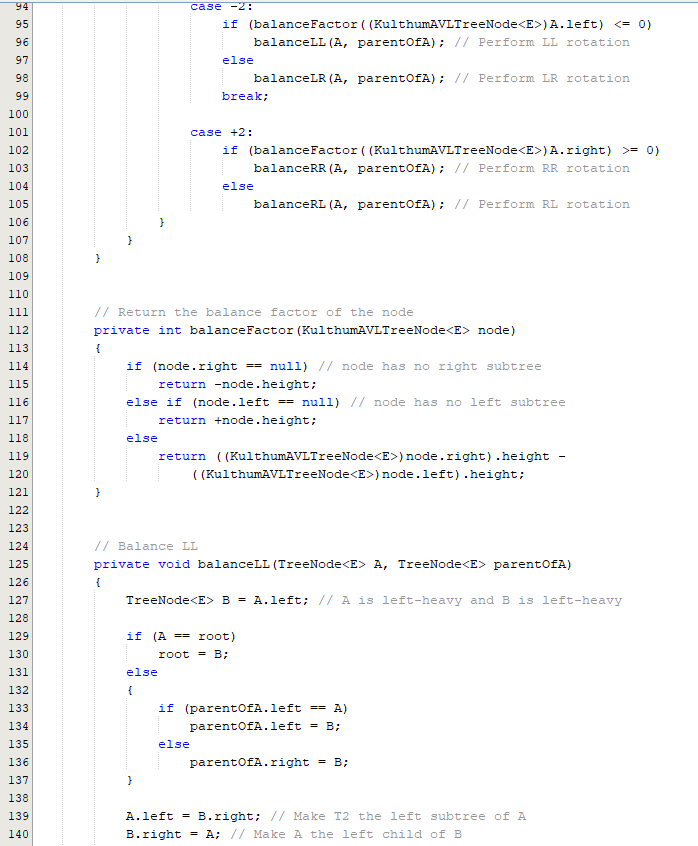 94 case -2:
95 if (balanceFactor((KulthumAVLTreeNode<E>)A.left) <= 0)
96 balanceLL(A, parentOfA); // Perform LL rotation
97 else
98 balanceLR(A, parentOfA); // Perform LR rotation
99 break;
100
101 case +2:
102 if (balanceFactor((KulthumAVLTreeNode<E>)A.right) >= 0)
103 balanceRR(A, parentOfA); // Perform RR rotation
104 else
105 balanceRL(A, parentOfA); // Perform RL rotation
106 }
107 }
108 }
109
110
111 // Return the balance factor of the node
112 private int balanceFactor(KulthumAVLTreeNode<E> node)
113 {
114 if (node.right == null) // node has no right subtree
115 return -node.height;
116 else if (node.left == null) // node has no left subtree
117 return +node.height;
118 else
119 return ((KulthumAVLTreeNode<E>)node.right).height -
120 ((KulthumAVLTreeNode<E>)node.left).height;
121 }
122
123
124 // Balance LL
125 private void balanceLL(TreeNode<E> A, TreeNode<E> parentOfA)
126 {
127 TreeNode<E> B = A.left; // A is left-heavy and B is left-heavy
128
129 if (A == root)
130 root = B;
131 else
132 {
133 if (parentOfA.left == A)
134 parentOfA.left = B;
135 else
136 parentOfA.right = B;
137 }
138
139 A.left = B.right; // Make T2 the left subtree of A
140 B.right = A; // Make A the left child of B